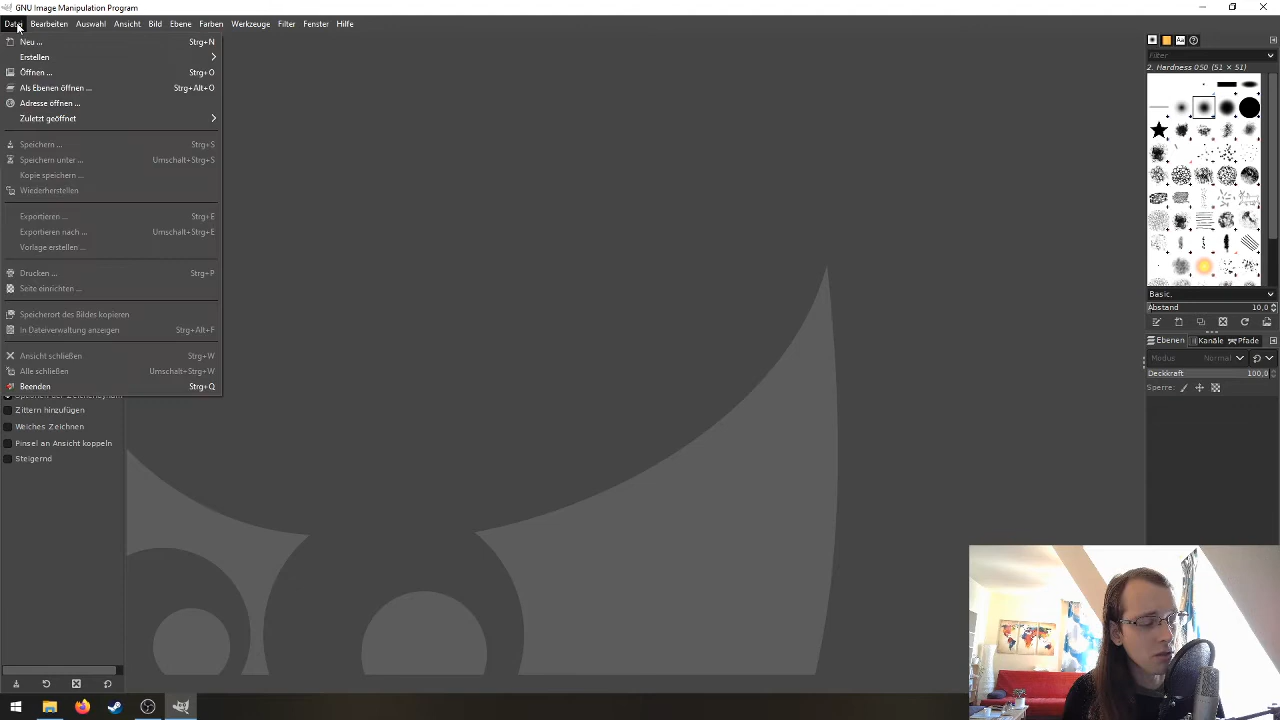 GNU Image Manipulation Program
Datei Bearbeiten Auswahl Ansicht Bild Ebene Farben Werkzeuge Filter Fenster Hilfe
Neu ... Strg+N
Erstellen
Öffnen ... Strg+O
Als Ebenen öffnen ... Strg+Alt+O
Adresse öffnen ...
Zuletzt geöffnet
Speichern ... Strg+S
Speichern unter ... Umschalt+Strg+S
Kopie speichern ...
Wiederherstellen
Exportieren ... Strg+E
Exportieren nach ... Umschalt+Strg+E
Vorlage erstellen ...
Drucken ... Strg+P
Seite einrichten ...
Speicherort des Bildes kopieren
In Dateiverwaltung anzeigen Strg+Alt+F
Ansicht schließen Strg+W
Alle schließen Umschalt+Strg+W
Beenden Strg+Q
Zittern hinzufügen
Weiches Zeichnen
Pinsel an Ansicht koppeln
Steigernd
Filter
2. Hardness 050 (51 × 51)
Basic,
Abstand 10,0
Ebenen Kanäle Pfade
Modus Normal
Deckkraft 100,0
Sperre: